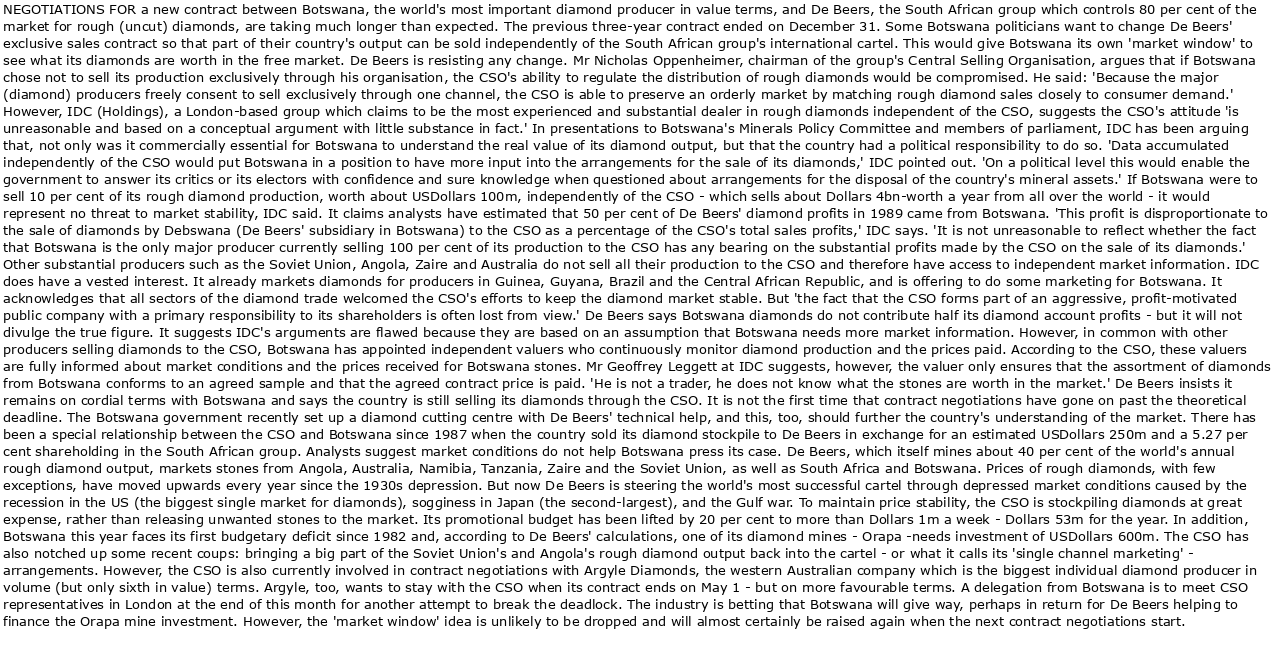 NEGOTIATIONS FOR a new contract between Botswana, the world's most important diamond producer in value terms, and De Beers, the South African group which controls 80 per cent of the
market for rough (uncut) diamonds, are taking much longer than expected. The previous three-year contract ended on December 31. Some Botswana politicians want to change De Beers'
exclusive sales contract so that part of their country's output can be sold independently of the South African group's international cartel. This would give Botswana its own 'market window' to
see what its diamonds are worth in the free market. De Beers is resisting any change. Mr Nicholas Oppenheimer, chairman of the group's Central Selling Organisation, argues that if Botswana
chose not to sell its production exclusively through his organisation, the CSO's ability to regulate the distribution of rough diamonds would be compromised. He said: 'Because the major
(diamond) producers freely consent to sell exclusively through one channel, the CSO is able to preserve an orderly market by matching rough diamond sales closely to consumer demand.'
However, IDC (Holdings), a London-based group which claims to be the most experienced and substantial dealer in rough diamonds independent of the CSO, suggests the CSO's attitude 'is
unreasonable and based on a conceptual argument with little substance in fact.' In presentations to Botswana's Minerals Policy Committee and members of parliament, IDC has been arguing
that, not only was it commercially essential for Botswana to understand the real value of its diamond output, but that the country had a political responsibility to do so. 'Data accumulated
independently of the CSO would put Botswana in a position to have more input into the arrangements for the sale of its diamonds,' IDC pointed out. 'On a political level this would enable the
government to answer its critics or its electors with confidence and sure knowledge when questioned about arrangements for the disposal of the country's mineral assets.' If Botswana were to
sell 10 per cent of its rough diamond production, worth about USDollars 100m, independently of the CSO - which sells about Dollars 4bn-worth a year from all over the world - it would
represent no threat to market stability, IDC said. It claims analysts have estimated that 50 per cent of De Beers' diamond profits in 1989 came from Botswana. 'This profit is disproportionate to
the sale of diamonds by Debswana (De Beers' subsidiary in Botswana) to the CSO as a percentage of the CSO's total sales profits,' IDC says. 'It is not unreasonable to reflect whether the fact
that Botswana is the only major producer currently selling 100 per cent of its production to the CSO has any bearing on the substantial profits made by the CSO on the sale of its diamonds.'
Other substantial producers such as the Soviet Union, Angola, Zaire and Australia do not sell all their production to the CSO and therefore have access to independent market information. IDC
does have a vested interest. It already markets diamonds for producers in Guinea, Guyana, Brazil and the Central African Republic, and is offering to do some marketing for Botswana. It
acknowledges that all sectors of the diamond trade welcomed the CSO's efforts to keep the diamond market stable. But 'the fact that the CSO forms part of an aggressive, profit-motivated
public company with a primary responsibility to its shareholders is often lost from view.' De Beers says Botswana diamonds do not contribute half its diamond account profits - but it will not
divulge the true figure. It suggests IDC's arguments are flawed because they are based on an assumption that Botswana needs more market information. However, in common with other
producers selling diamonds to the CSO, Botswana has appointed independent valuers who continuously monitor diamond production and the prices paid. According to the CSO, these valuers
are fully informed about market conditions and the prices received for Botswana stones. Mr Geoffrey Leggett at IDC suggests, however, the valuer only ensures that the assortment of diamonds
from Botswana conforms to an agreed sample and that the agreed contract price is paid. 'He is not a trader, he does not know what the stones are worth in the market.' De Beers insists it
remains on cordial terms with Botswana and says the country is still selling its diamonds through the CSO. It is not the first time that contract negotiations have gone on past the theoretical
deadline. The Botswana government recently set up a diamond cutting centre with De Beers' technical help, and this, too, should further the country's understanding of the market. There has
been a special relationship between the CSO and Botswana since 1987 when the country sold its diamond stockpile to De Beers in exchange for an estimated USDollars 250m and a 5.27 per
cent shareholding in the South African group. Analysts suggest market conditions do not help Botswana press its case. De Beers, which itself mines about 40 per cent of the world's annual
rough diamond output, markets stones from Angola, Australia, Namibia, Tanzania, Zaire and the Soviet Union, as well as South Africa and Botswana. Prices of rough diamonds, with few
exceptions, have moved upwards every year since the 1930s depression. But now De Beers is steering the world's most successful cartel through depressed market conditions caused by the
recession in the US (the biggest single market for diamonds), sogginess in Japan (the second-largest), and the Gulf war. To maintain price stability, the CSO is stockpiling diamonds at great
expense, rather than releasing unwanted stones to the market. Its promotional budget has been lifted by 20 per cent to more than Dollars 1m a week - Dollars 53m for the year. In addition,
Botswana this year faces its first budgetary deficit since 1982 and, according to De Beers' calculations, one of its diamond mines - Orapa -needs investment of USDollars 600m. The CSO has
also notched up some recent coups: bringing a big part of the Soviet Union's and Angola's rough diamond output back into the cartel - or what it calls its 'single channel marketing' -
arrangements. However, the CSO is also currently involved in contract negotiations with Argyle Diamonds, the western Australian company which is the biggest individual diamond producer in
volume (but only sixth in value) terms. Argyle, too, wants to stay with the CSO when its contract ends on May 1 - but on more favourable terms. A delegation from Botswana is to meet CSO
representatives in London at the end of this month for another attempt to break the deadlock. The industry is betting that Botswana will give way, perhaps in return for De Beers helping to
finance the Orapa mine investment. However, the 'market window' idea is unlikely to be dropped and will almost certainly be raised again when the next contract negotiations start.